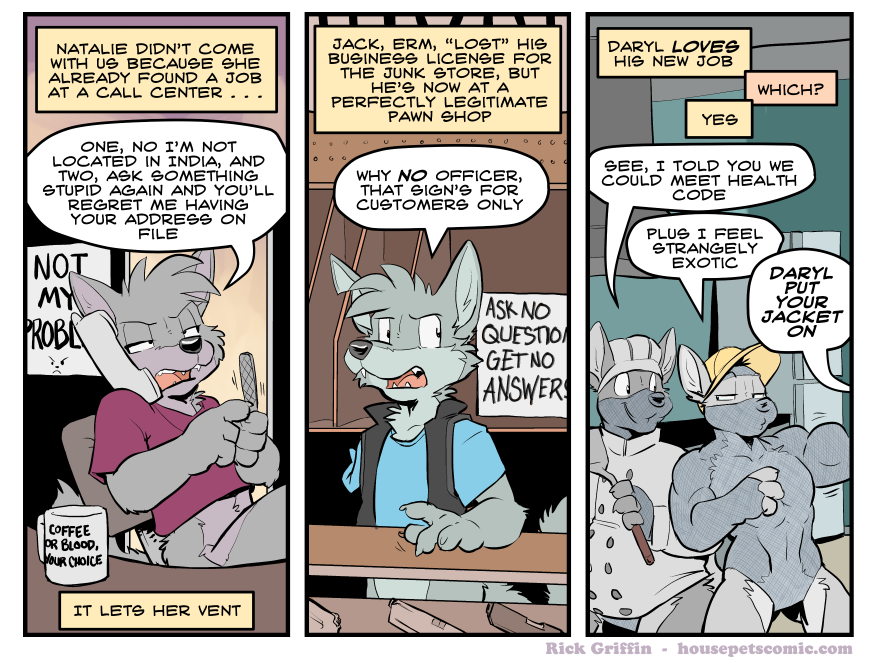 NATALIE DIDN'T COME
WITH US BECAUSE SHE
ALREADY FOUND A JOB
AT A CALL CENTER . . .
ONE, NO I'M NOT
LOCATED IN INDIA, AND
TWO, ASK SOMETHING
STUPID AGAIN AND YOU'LL
REGRET ME HAVING
YOUR ADDRESS ON
FILE
NOT
MY
PROBL
COFFEE
OR BLOOD,
YOUR CHOICE
IT LETS HER VENT
JACK, ERM, "LOST" HIS
BUSINESS LICENSE FOR
THE JUNK STORE, BUT
HE'S NOW AT A
PERFECTLY LEGITIMATE
PAWN SHOP
WHY NO OFFICER,
THAT SIGN'S FOR
CUSTOMERS ONLY
ASK NO
QUESTION
GET NO
ANSWERS
DARYL LOVES
HIS NEW JOB
WHICH?
YES
SEE, I TOLD YOU WE
COULD MEET HEALTH
CODE
PLUS I FEEL
STRANGELY
EXOTIC
DARYL
PUT
YOUR
JACKET
ON
Rick Griffin - housepetscomic.com